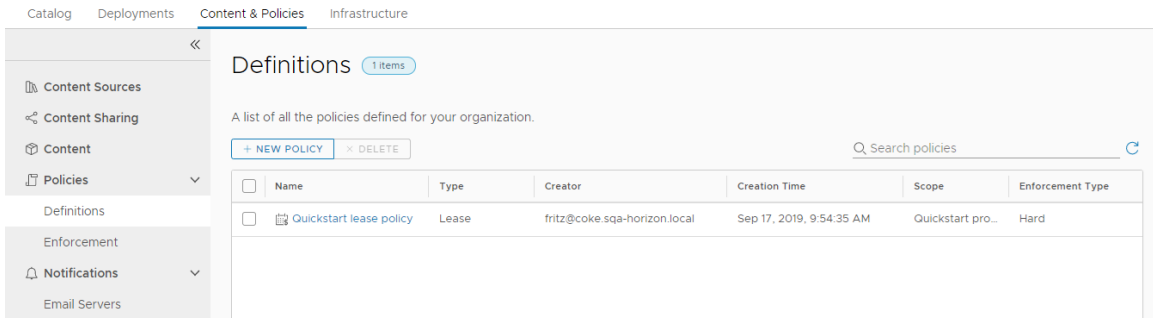 Catalog Deployments Content & Policies Infrastructure
«
Definitions 1 items
Content Sources
Content Sharing
A list of all the policies defined for your organization.
Content
+ NEW POLICY × DELETE
Search policies
Policies
Name Type Creator Creation Time Scope Enforcement Type
Definitions
Quickstart lease policy Lease fritz@coke.sqa-horizon.local Sep 17, 2019, 9:54:35 AM Quickstart pro... Hard
Enforcement
Notifications
Email Servers